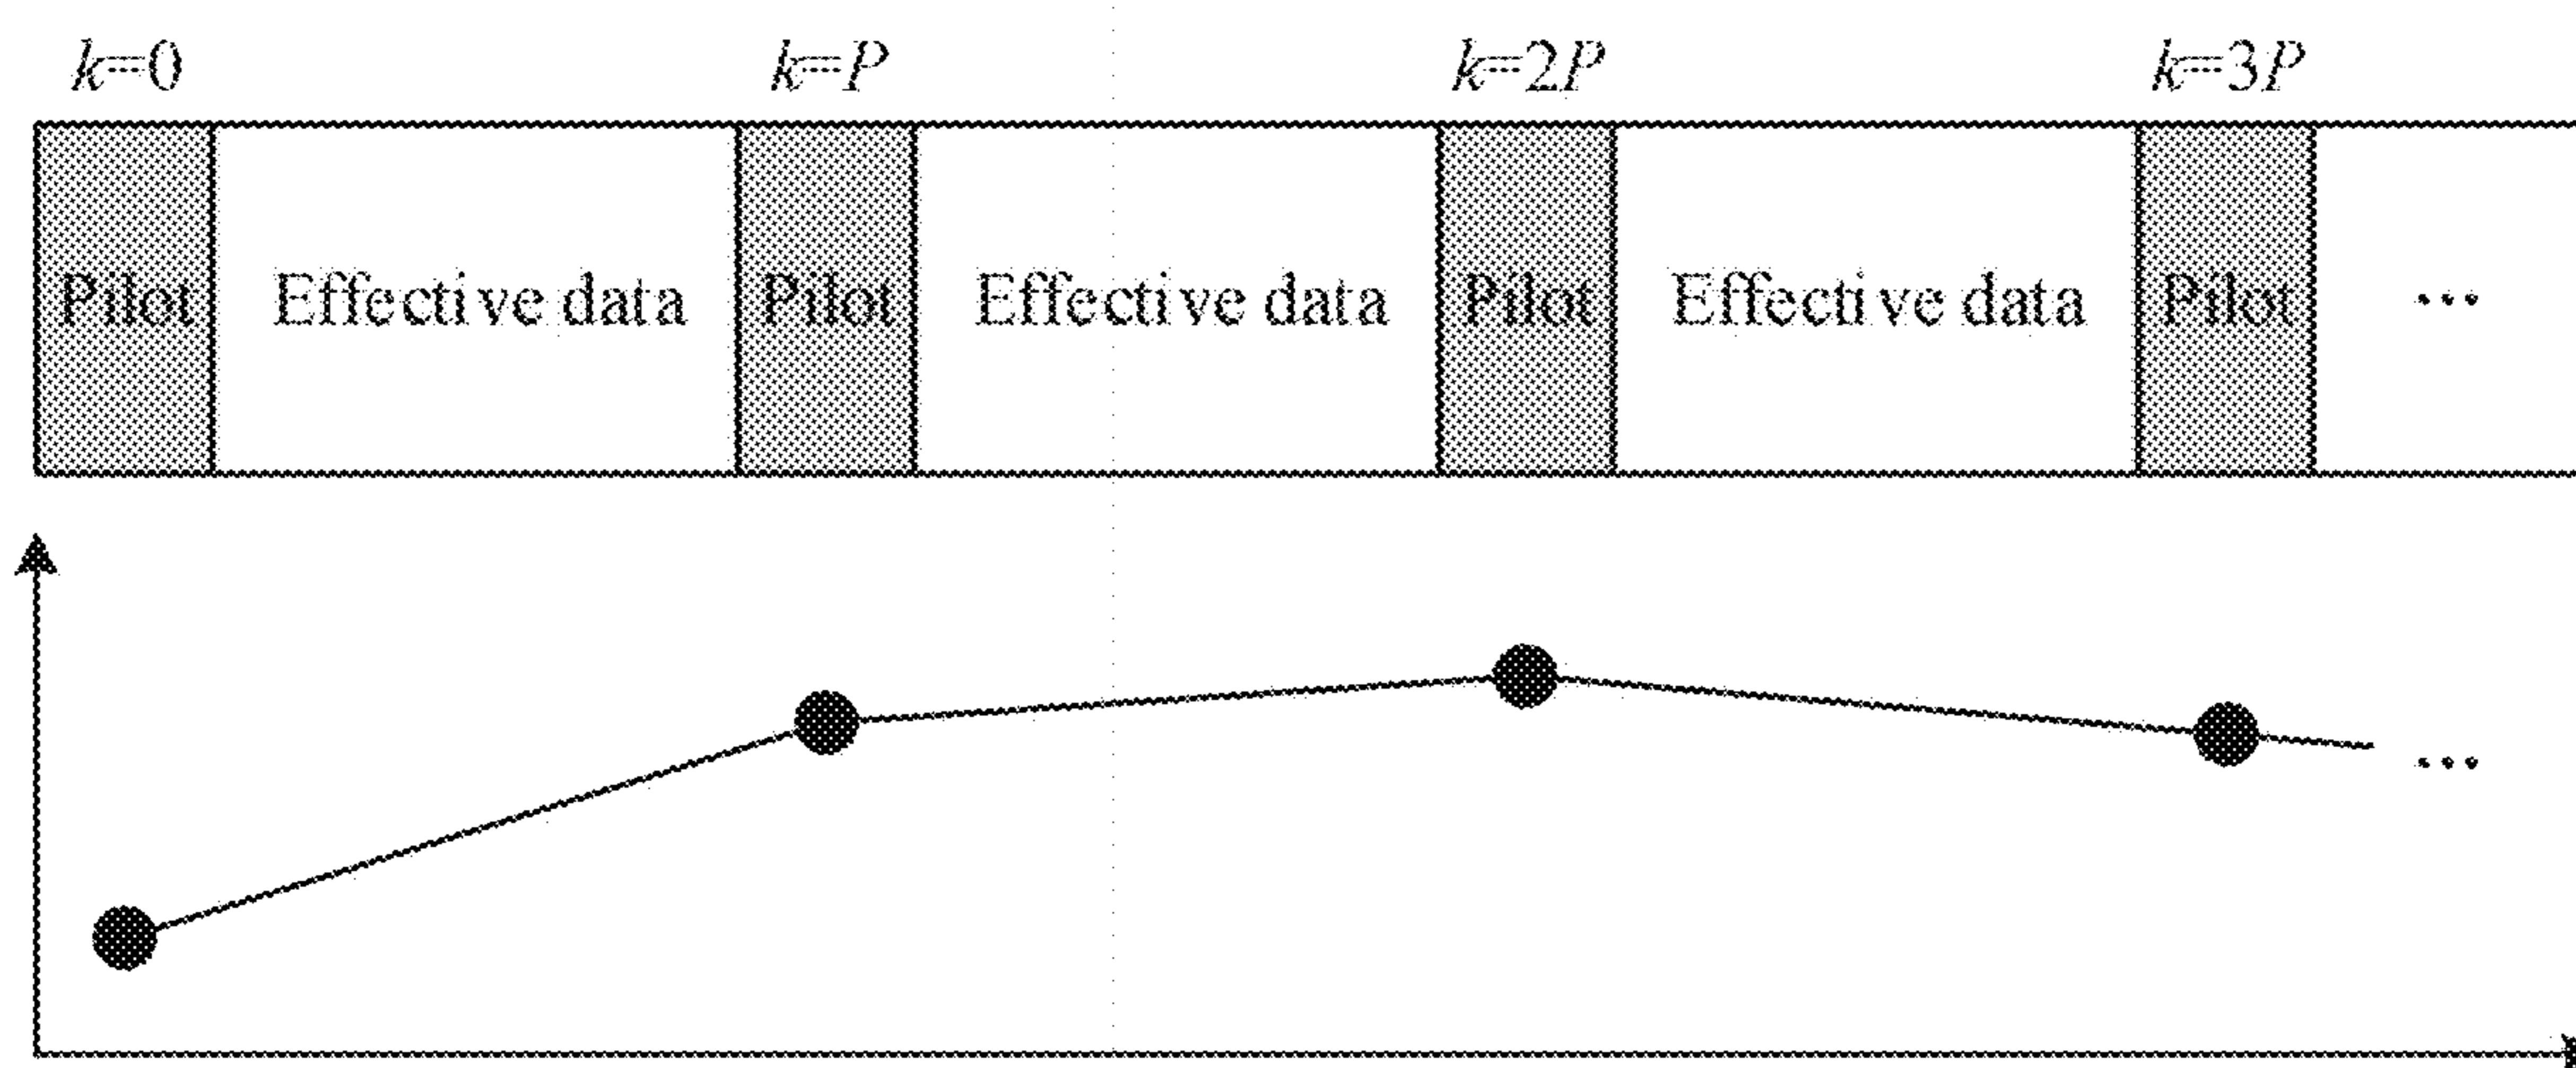 k=0 k=P k=2P k=3P
Pilot Effective data Pilot Effective data Pilot Effective data Pilot ...
...